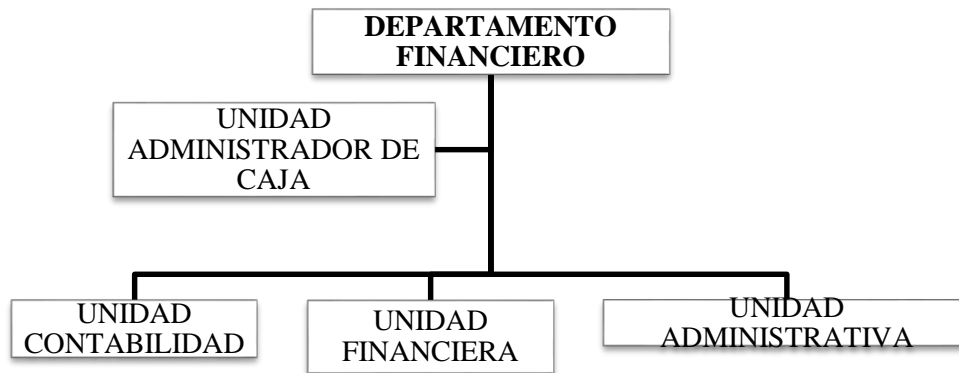 DEPARTAMENTO
FINANCIERO
UNIDAD
ADMINISTRADOR DE
CAJA
UNIDAD
CONTABILIDAD
UNIDAD
FINANCIERA
UNIDAD
ADMINISTRATIVA